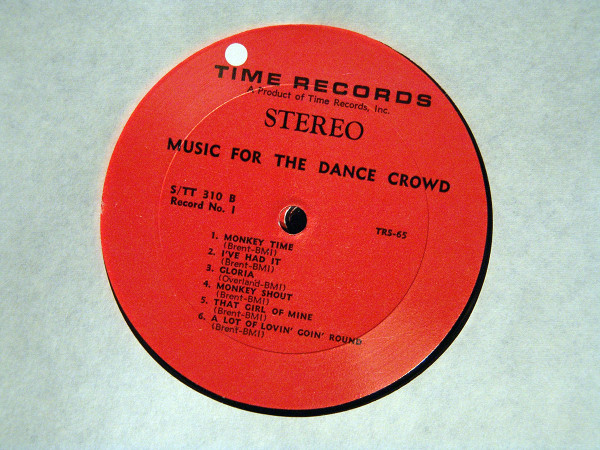 TIME RECORDS
A Product of Time Records, Inc.
STEREO
MUSIC FOR THE DANCE CROWD
S/TT 310 B
Record No. 1
TRS-65
1. MONKEY TIME
(Brent-BMI)
2. I'VE HAD IT
(Brent-BMI)
3. GLORIA
(Overland-BMI)
4. MONKEY SHOUT
(Brent-BMI)
5. THAT GIRL OF MINE
(Brent-BMI)
6. A LOT OF LOVIN' GOIN' ROUND
(Brent-BMI)